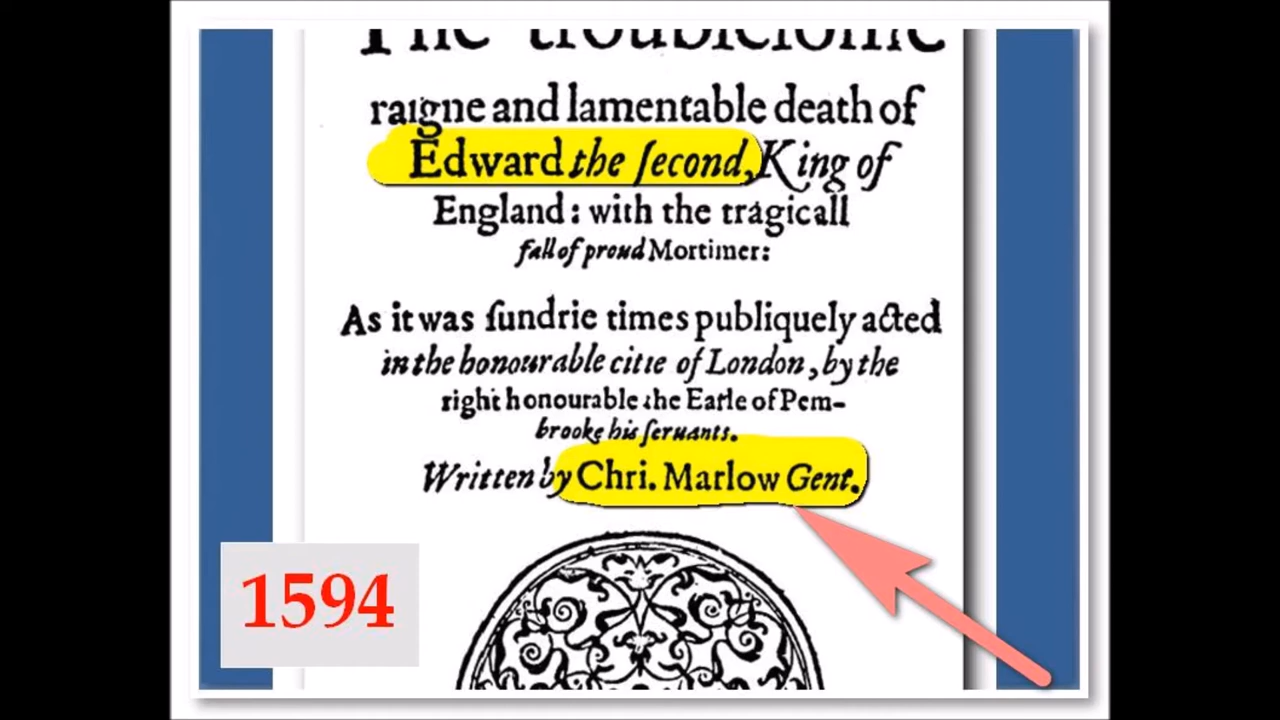 The troubleſome
raigne and lamentable death of
Edward the ſecond, King of
England: with the tragicall
fall of proud Mortimer:
As it was ſundrie times publiquely acted
in the honourable citie of London, by the
right honourable the Earle of Pem-
brooke his ſeruants.
Written by Chri. Marlow Gent.
1594